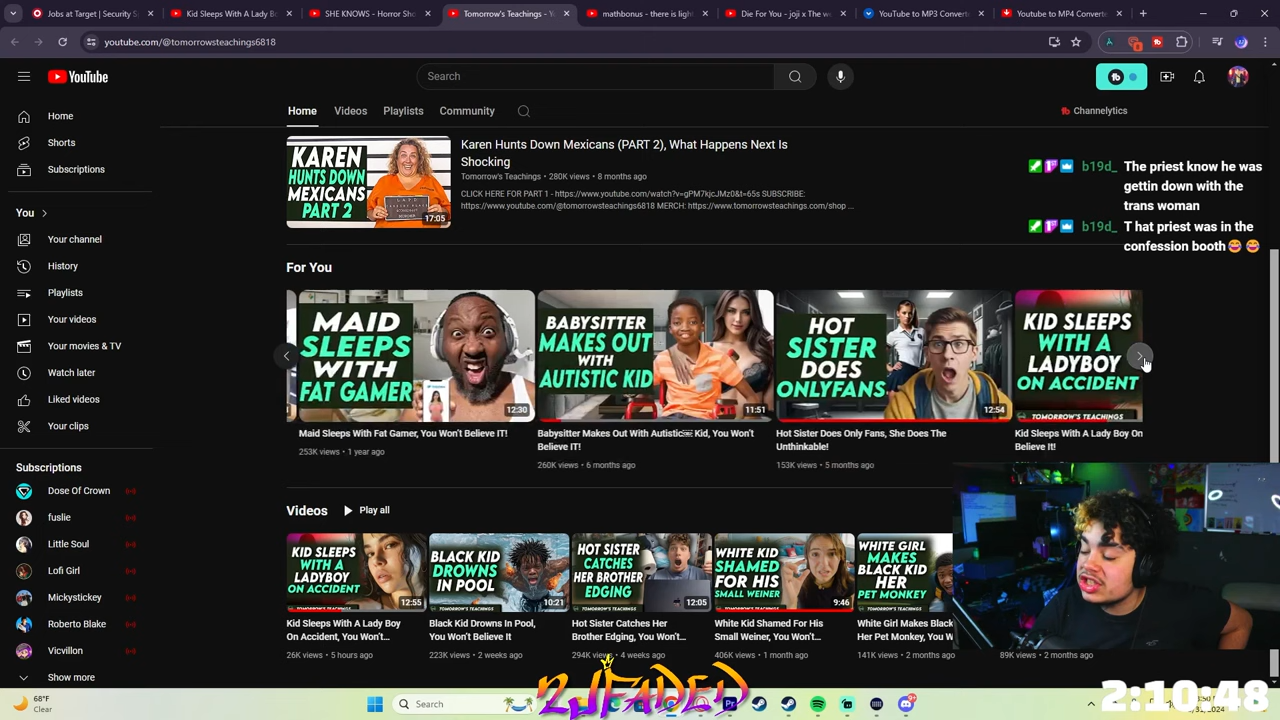 Jobs at Target | Security S
Kid Sleeps With A Lady B
SHE KNOWS - Horror Sho
Tomorrow's Teachings - Y
mathbonus - there is light
Die For You - joji x The w
YouTube to MP3 Convert
YouTube to MP4 Convert
youtube.com/@tomorrowsteachings6818
YouTube
Search
Home
Videos
Playlists
Community
Channelytics
Home
Shorts
Subscriptions
You
Your channel
History
Playlists
Your videos
Your movies & TV
Watch later
Liked videos
Your clips
Subscriptions
Dose Of Crown
fuslie
Little Soul
Lofi Girl
Mickystickey
Roberto Blake
Vicvillon
Show more
KAREN
HUNTS DOWN
MEXICANS
PART 2
17:05
Karen Hunts Down Mexicans (PART 2), What Happens Next Is
Shocking
Tomorrow's Teachings • 280K views • 8 months ago
CLICK HERE FOR PART 1 - https://www.youtube.com/watch?v=gPM7kjcJMz0&t=65s SUBSCRIBE:
https://www.youtube.com/@tomorrowsteachings6818 MERCH: https://www.tomorrowsteachings.com/shop ...
b19d_ The priest know he was
gettin down with the
trans woman
b19d_ T hat priest was in the
confession booth😂 😂
For You
MAID
SLEEPS
WITH
FAT GAMER
12:30
Maid Sleeps With Fat Gamer, You Won't Believe IT!
253K views • 1 year ago
BABYSITTER
MAKES OUT
WITH
AUTISTIC KID
11:51
Babysitter Makes Out With Autistic Kid, You Won't
Believe IT!
260K views • 6 months ago
HOT
SISTER
DOES
ONLYFANS
12:54
Hot Sister Does Only Fans, She Does The
Unthinkable!
153K views • 5 months ago
KID SLEEPS
WITH A
LADYBOY
ON ACCIDENT
TOMORROW'S TEACHINGS
Kid Sleeps With A Lady Boy On
Believe It!
Videos
Play all
KID SLEEPS
WITH A
LADYBOY
ON ACCIDENT
12:55
Kid Sleeps With A Lady Boy
On Accident, You Won't...
26K views • 5 hours ago
BLACK KID
DROWNS
IN POOL
10:21
Black Kid Drowns In Pool,
You Won't Believe It
223K views • 2 weeks ago
HOT SISTER
CATCHES
HER BROTHER
EDGING
12:05
Hot Sister Catches Her
Brother Edging, You Won't...
294K views • 4 weeks ago
WHITE KID
SHAMED
FOR HIS
SMALL WEINER
9:46
White Kid Shamed For His
Small Weiner, You Won't...
406K views • 1 month ago
WHITE GIRL
MAKES
BLACK KID
HER
PET MONKEY
White Girl Makes Black
Her Pet Monkey, You W
141K views • 2 months ago
89K views • 2 months ago
2JFADED
68°F
Clear
Search
2:10:48